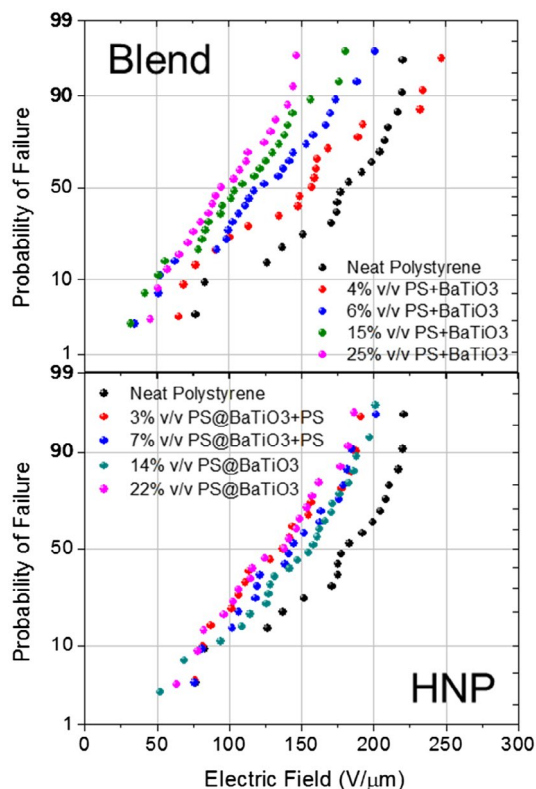 99
Blend
90
50
10
1
Probability of Failure
Neat Polystyrene
4% v/v PS+BaTiO3
6% v/v PS+BaTiO3
15% v/v PS+BaTiO3
25% v/v PS+BaTiO3
99
Neat Polystyrene
3% v/v PS@BaTiO3+PS
7% v/v PS@BaTiO3+PS
14% v/v PS@BaTiO3
22% v/v PS@BaTiO3
90
50
10
1
Probability of Failure
HNP
0 50 100 150 200 250 300
Electric Field (V/μm)